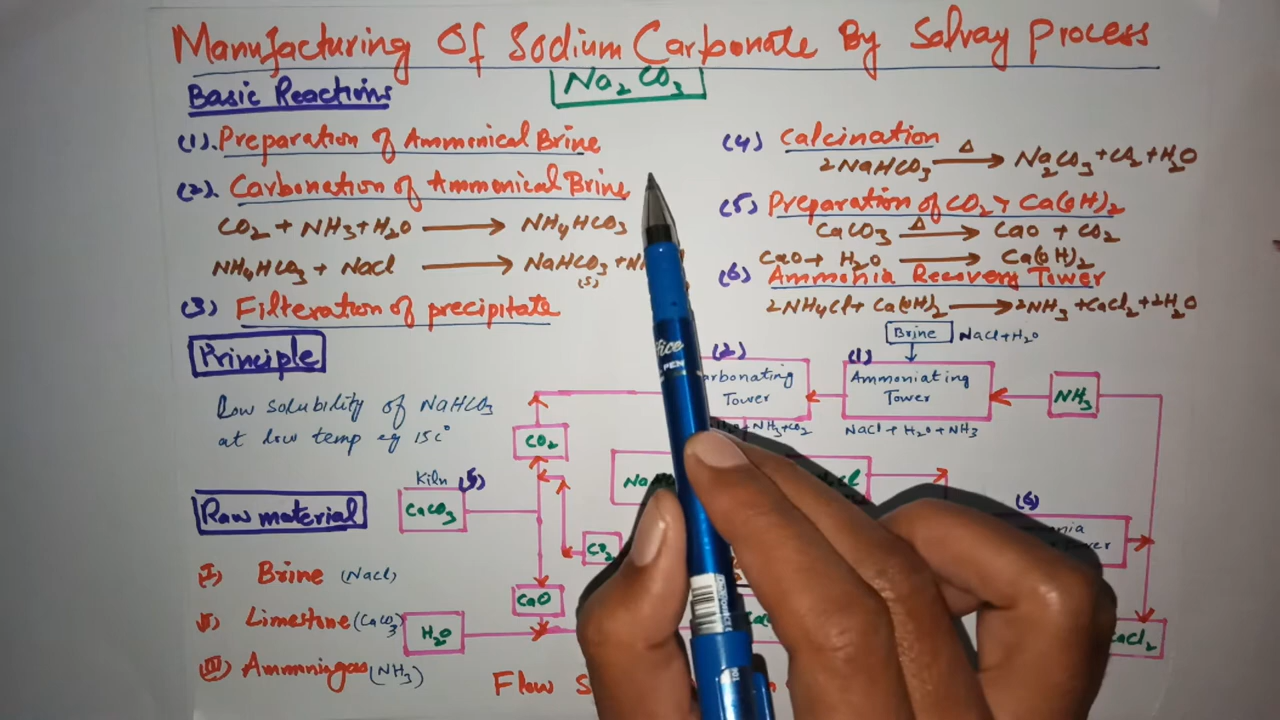 Manufacturing Of Sodium Carbonate By Solvay Process
Na₂CO₃
Basic Reactions
(1). Preparation of Ammonical Brine
(2). Carbonation of Ammonical Brine
CO₂ + NH3 + H₂O → NH4HCO3
NH4HCO3 + NaCl → NaHCO3 +
(s)
(3) Filteration of precipitate
(4) Calcination
2NaHCO3 →Δ Na₂CO3 + CO₂ + H₂O
(5) Preparation of CO₂ > Ca(OH)₂
CaCO3 →Δ CaO + CO2
CaO + H₂O → Ca(OH)₂
(6) Ammonia Recovery Tower
2NH4Cl + Ca(OH)₂ → 2NH3 + CaCl₂ + 2H₂O
Principle
low solubility of NaHCO3
at low temp eg 15c°
Raw material
(I) Brine (NaCl)
Limestone (CaCO3)
(III) Ammoniagas (NH3)
Brine NaCl + H₂O
(2) (1)
Tower
Ammoniating
Tower
NH3
+NH3+CO2
NaCl + H₂O + NH3
CO₂
Kiln (5)
CaCO3
(6)
CO2
CaO
H₂O
CaCl₂
Flow